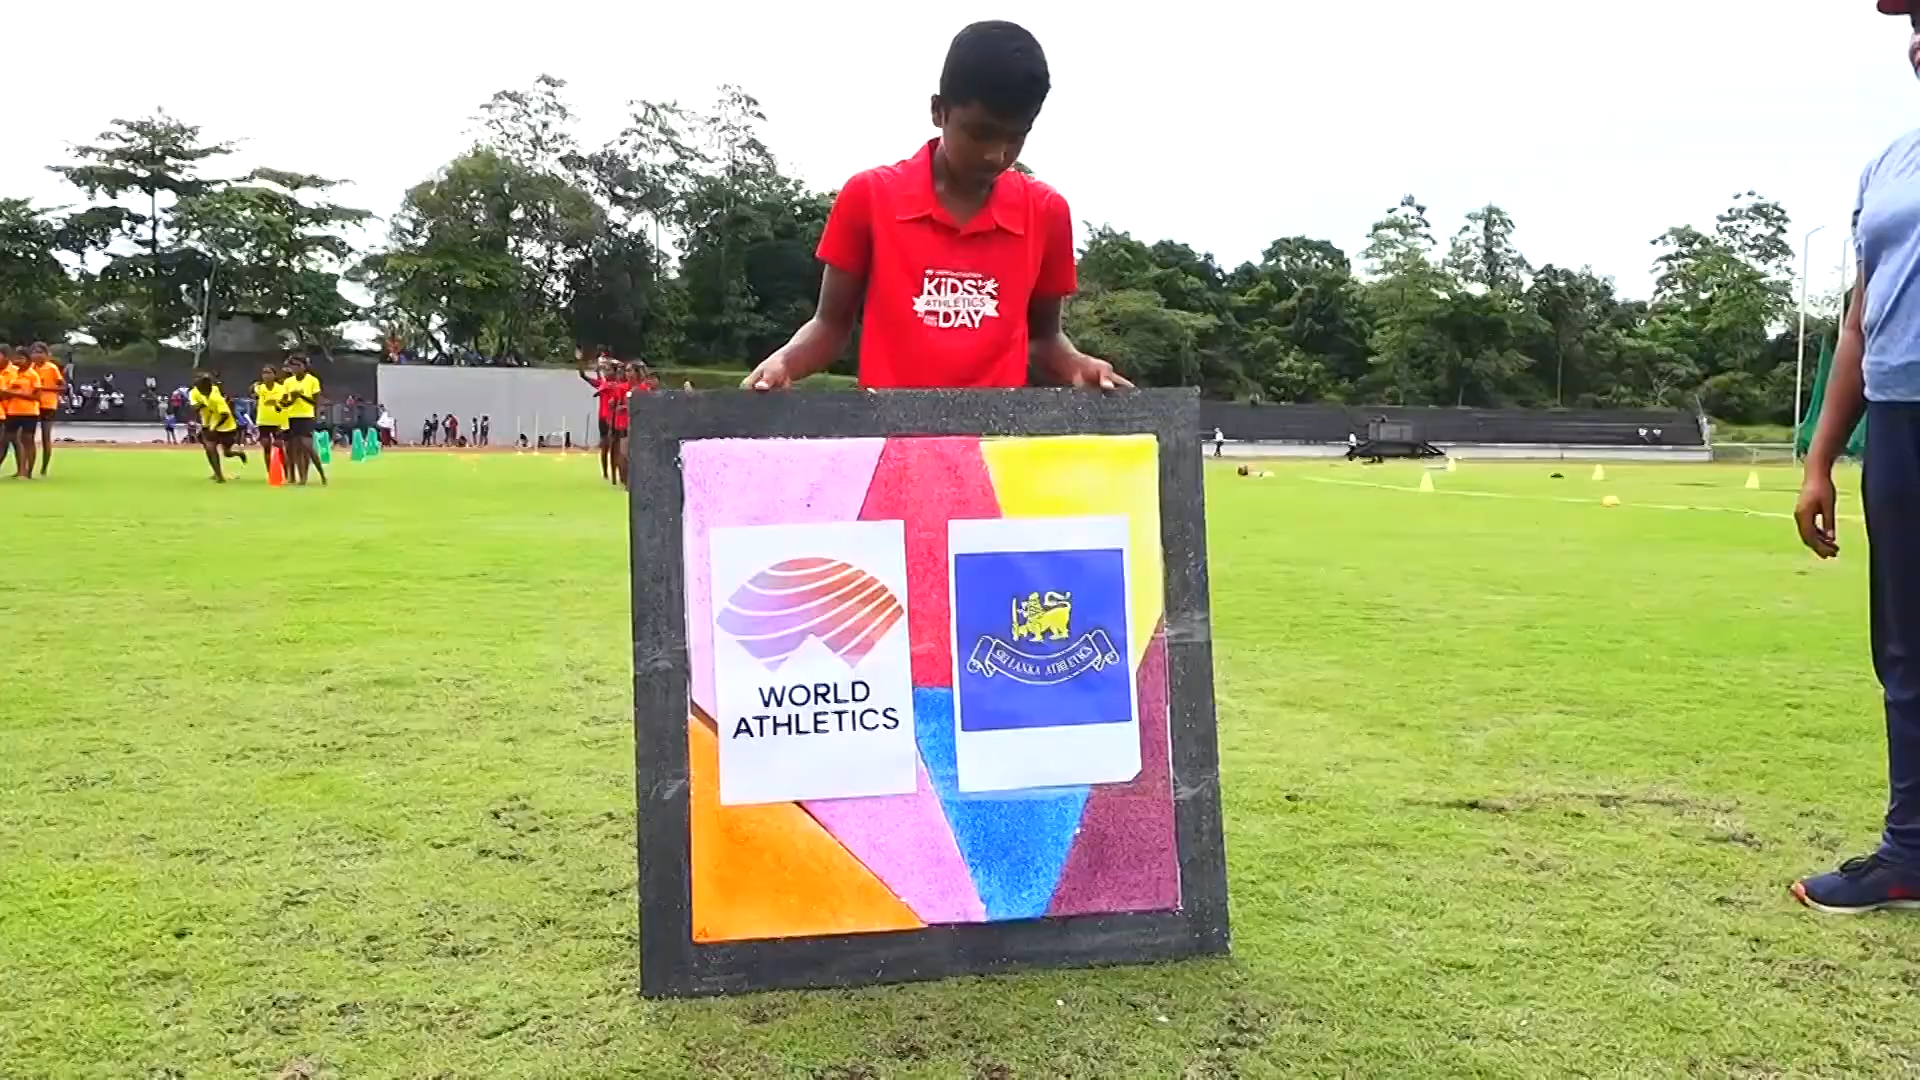 KiDS
ATHLETICS
DAY
WORLD
ATHLETICS
SRI LANKA ATHLETICS